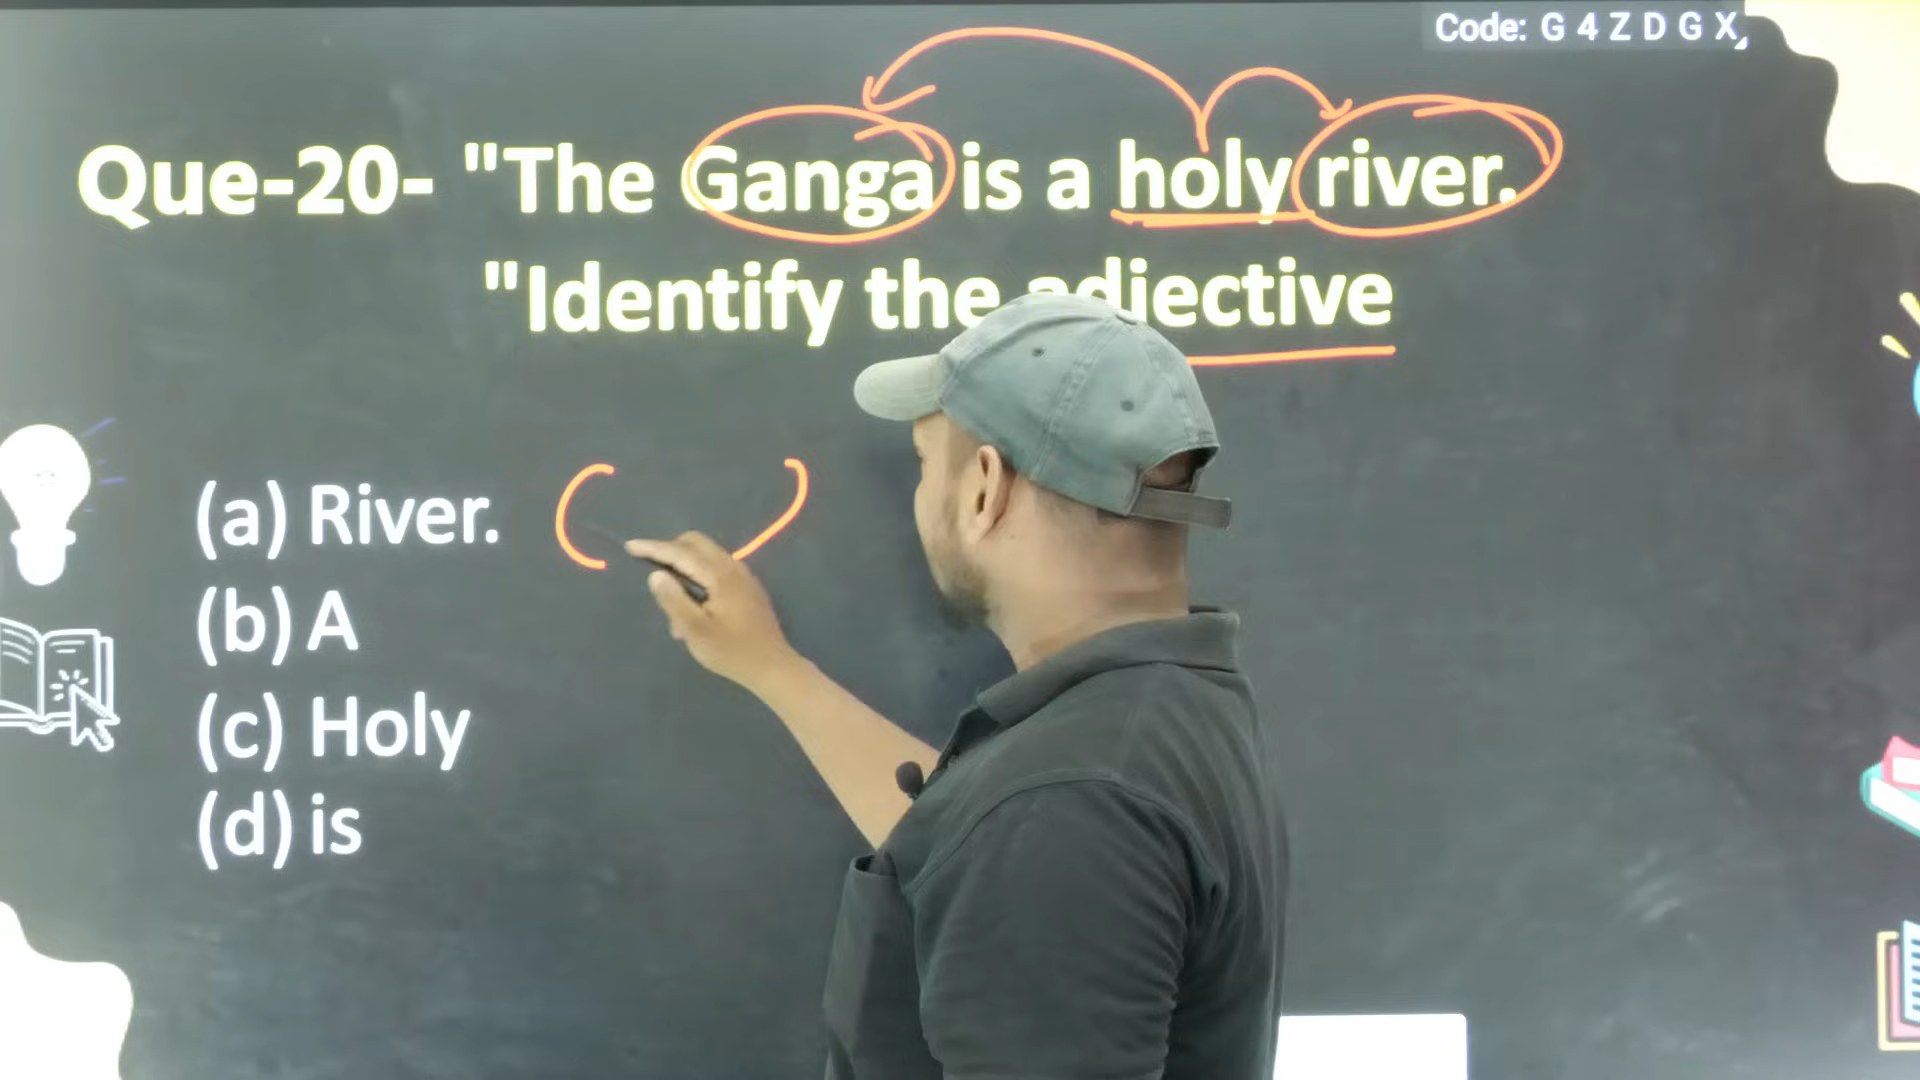 Code: G 4 Z D G X
Que-20- "The Ganga is a holy river.
"Identify the adjective
(a) River.
(b) A
(c) Holy
(d) is